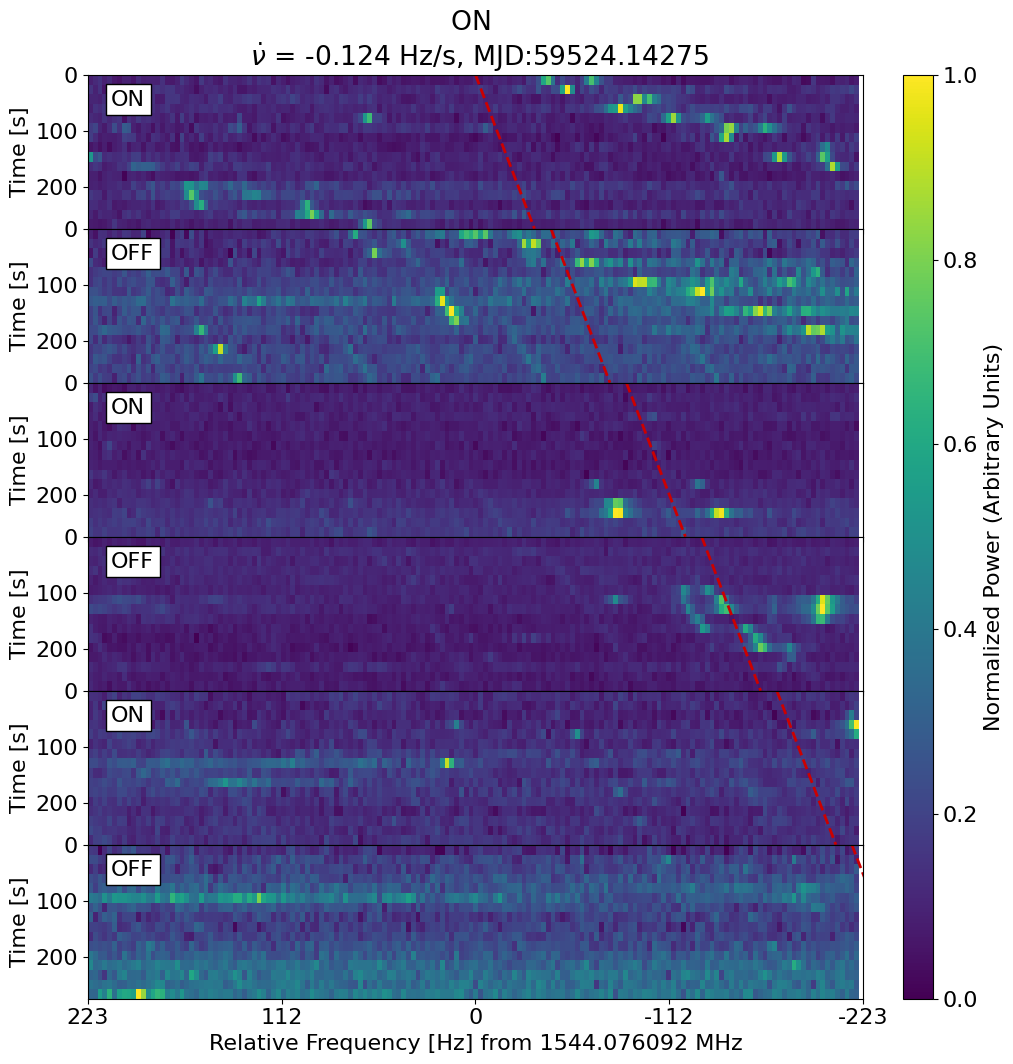 ON
ν̇ = -0.124 Hz/s, MJD:59524.14275
ON
OFF
ON
OFF
ON
OFF
Time [s]
0
100
200
Time [s]
0
100
200
Time [s]
0
100
200
Time [s]
0
100
200
Time [s]
0
100
200
Time [s]
0
100
200
223
112
0
-112
-223
Relative Frequency [Hz] from 1544.076092 MHz
1.0
0.8
0.6
0.4
0.2
0.0
Normalized Power (Arbitrary Units)